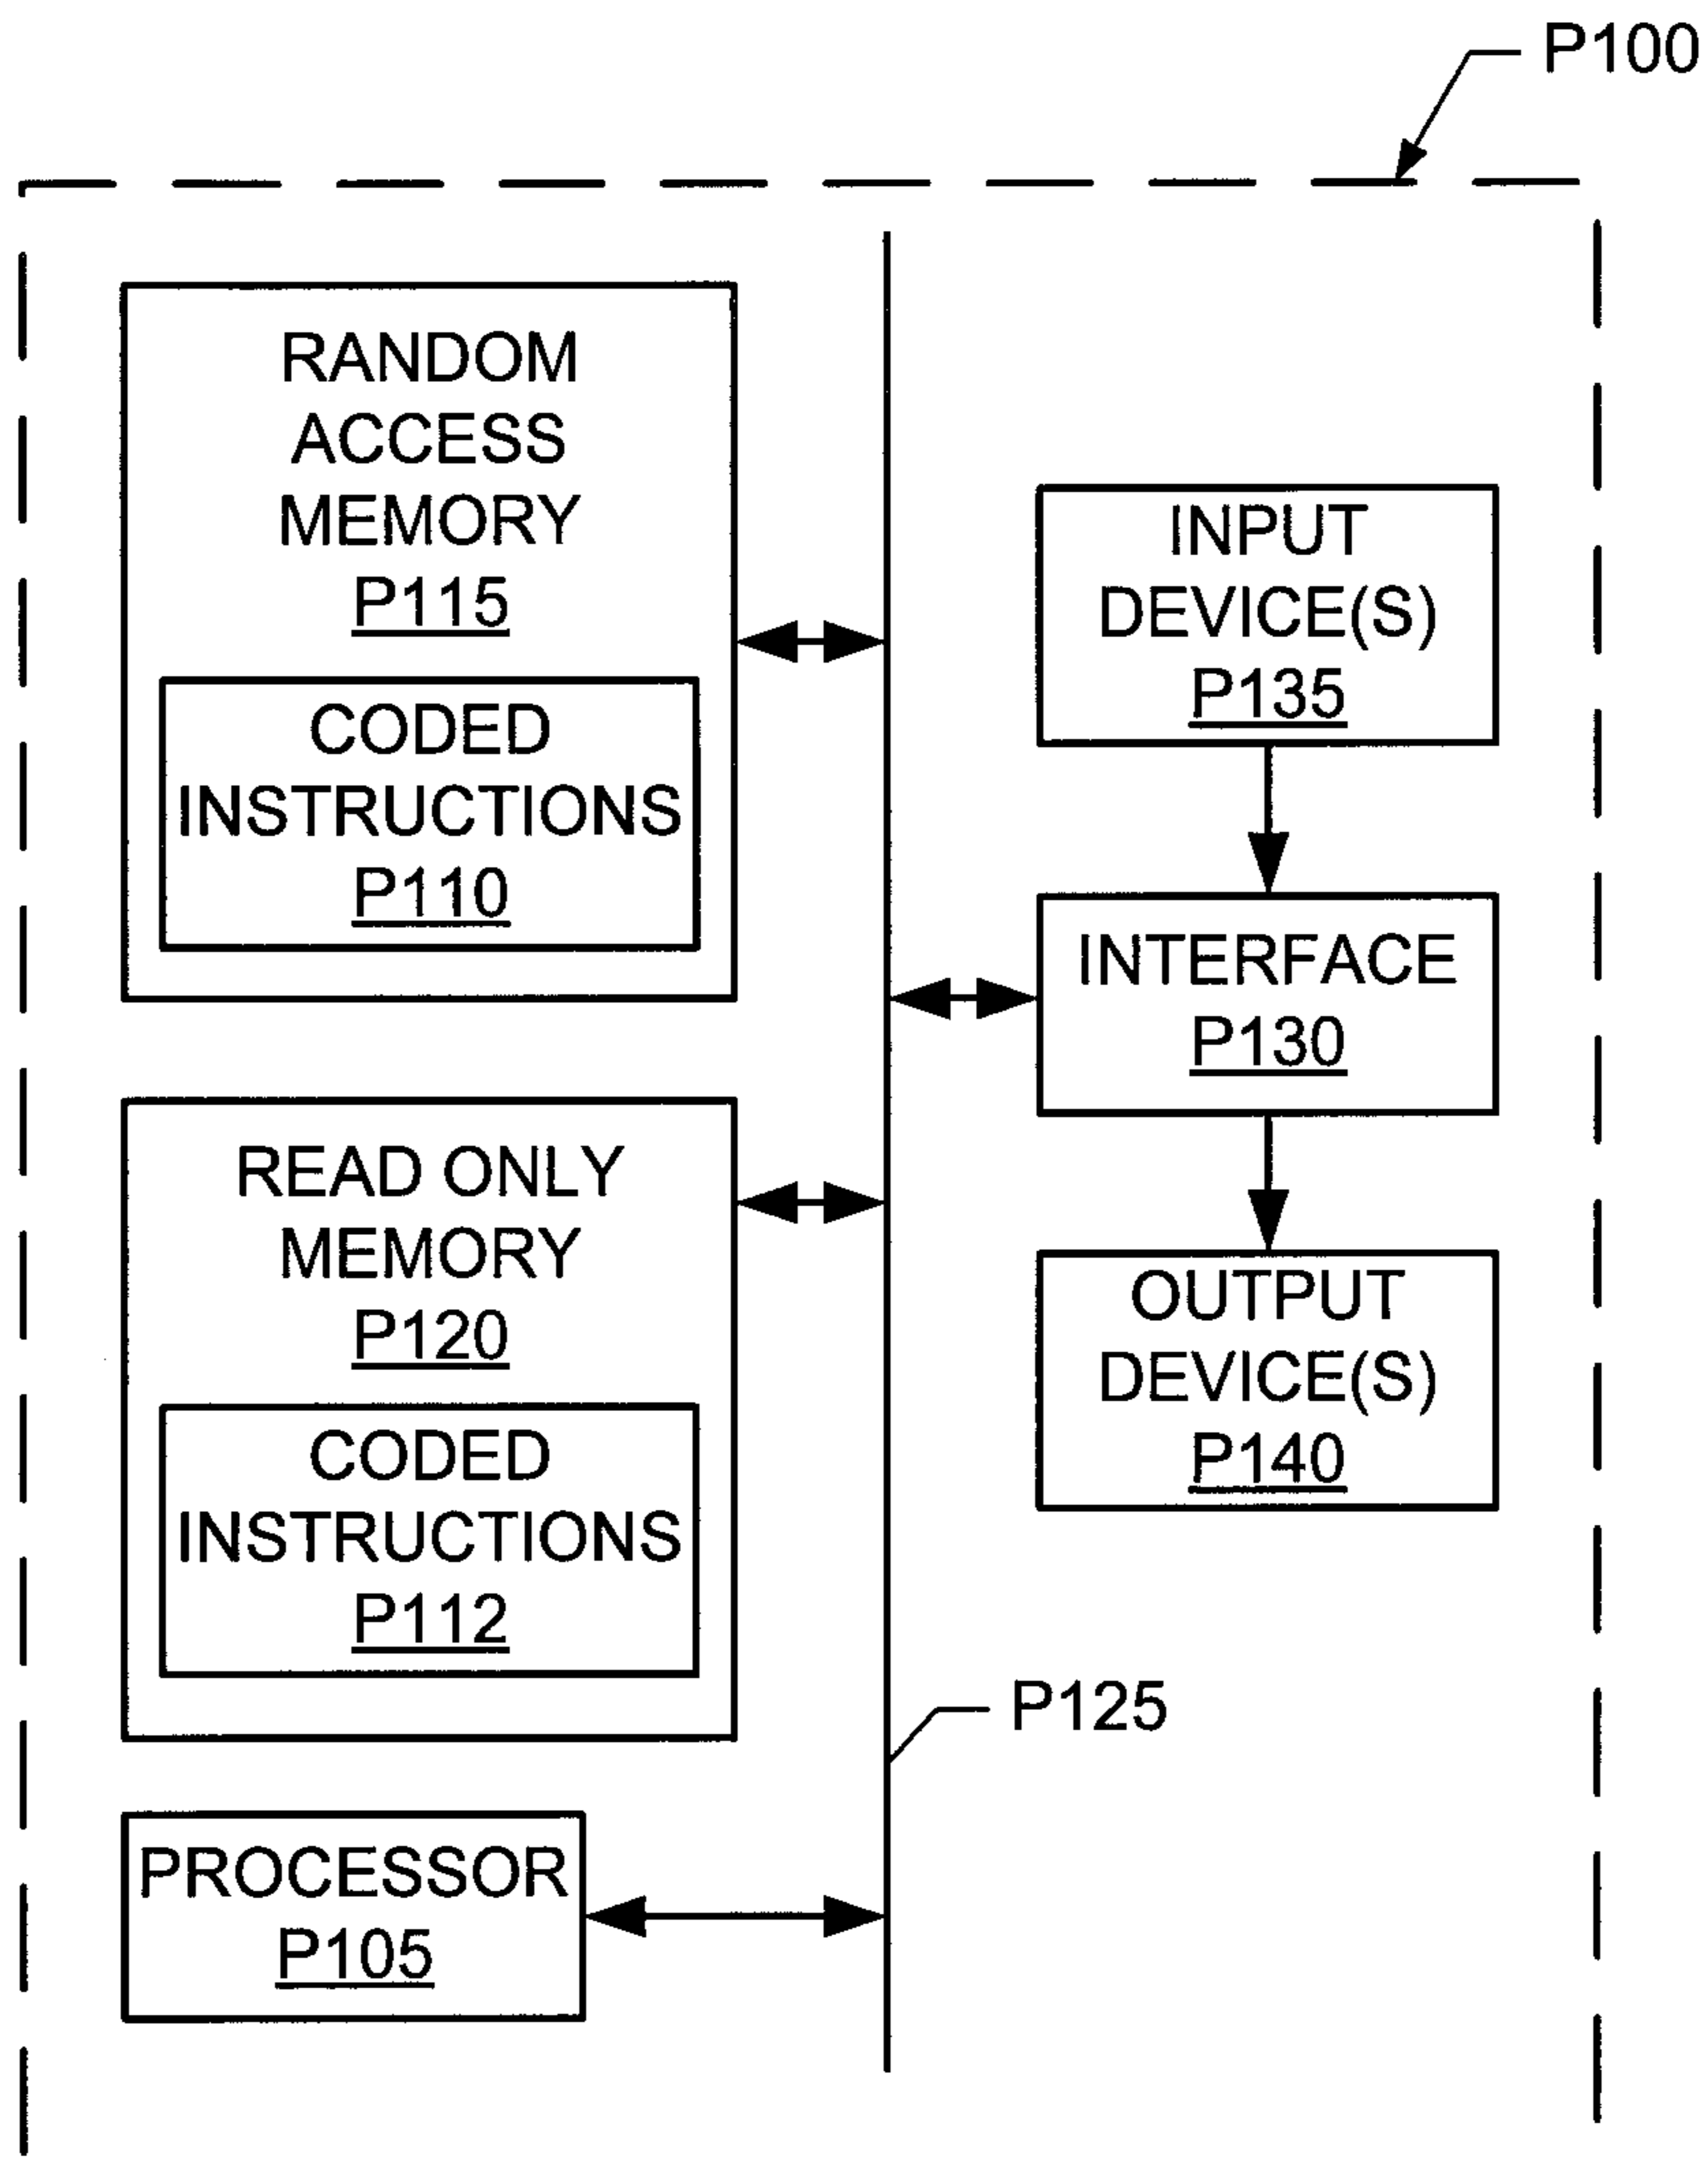 P100
RANDOM
ACCESS
MEMORY
P115
CODED
INSTRUCTIONS
P110
READ ONLY
MEMORY
P120
CODED
INSTRUCTIONS
P112
PROCESSOR
P105
INPUT
DEVICE(S)
P135
INTERFACE
P130
OUTPUT
DEVICE(S)
P140
P125